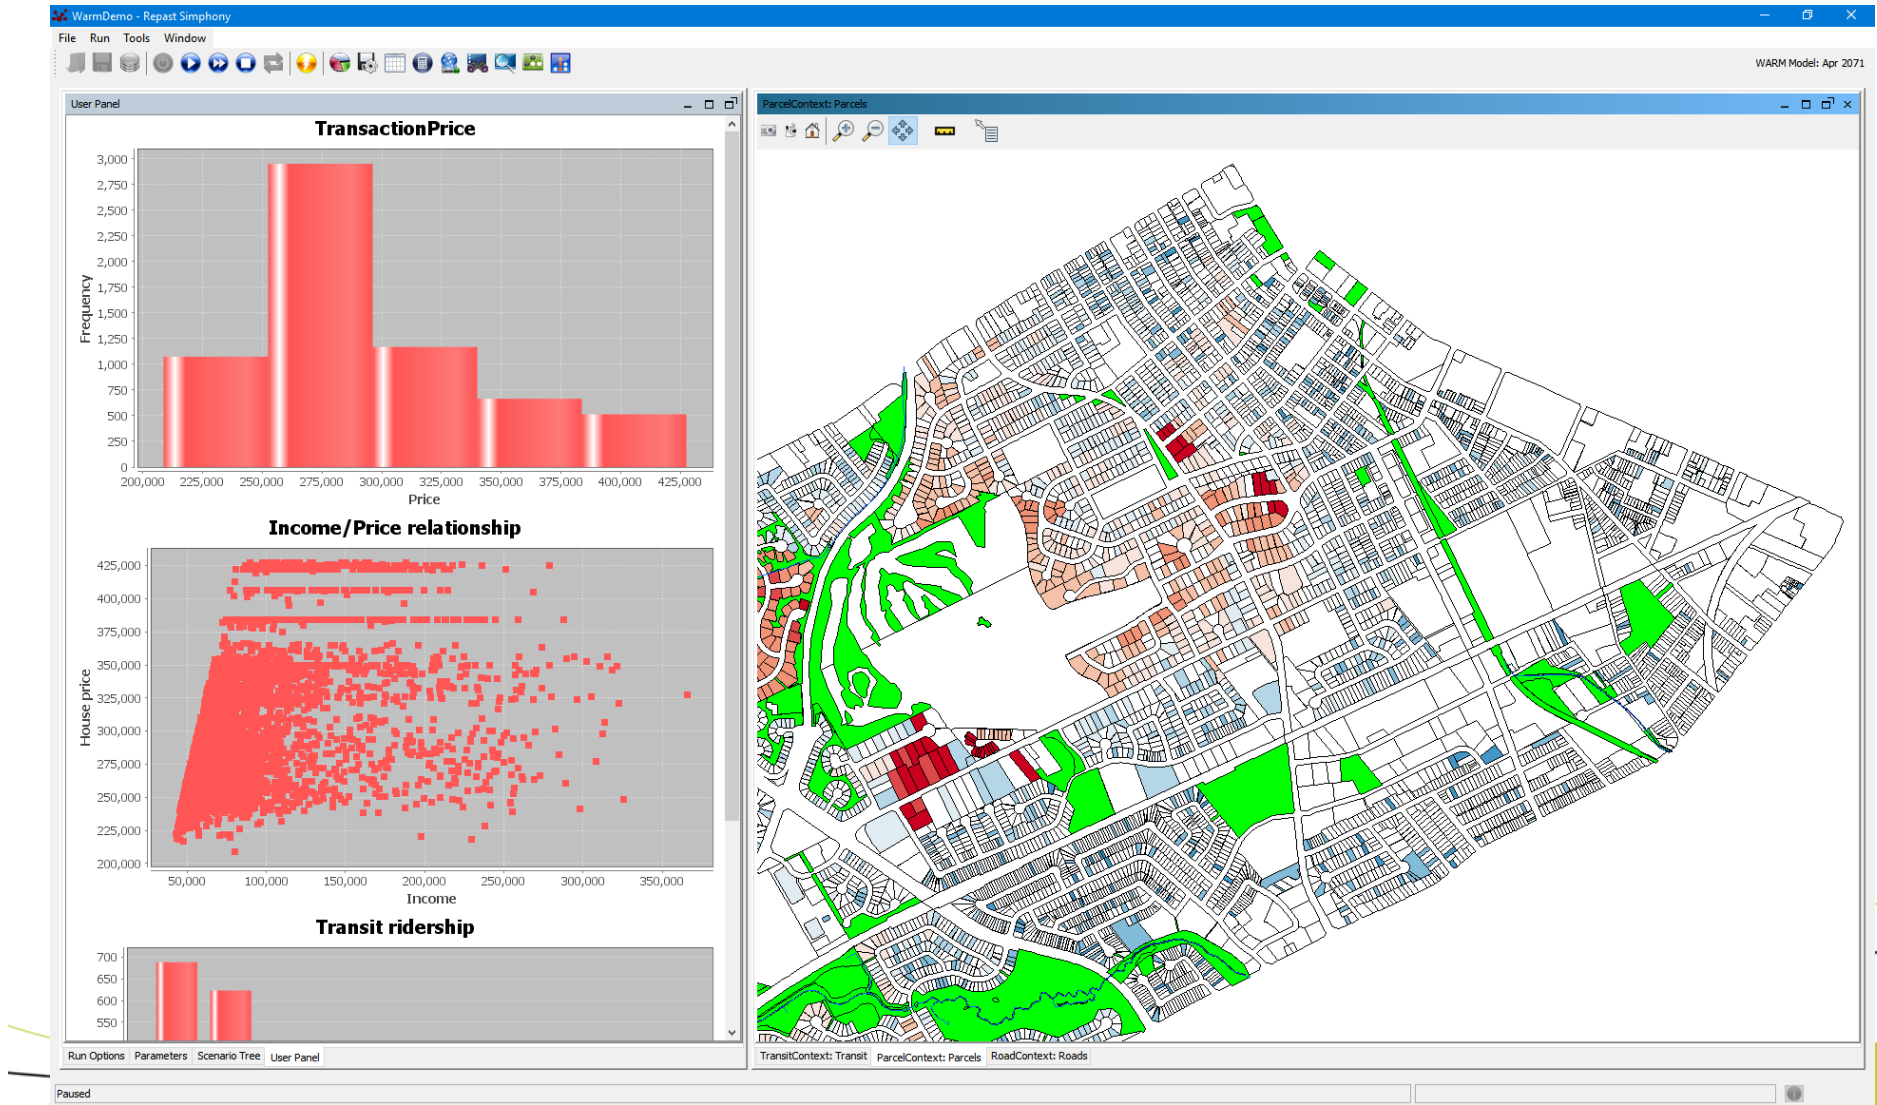 WarmDemo - Repast Simphony
File Run Tools Window
WARM Model: Apr 2071
User Panel
TransactionPrice
3,000
2,750
2,500
2,250
2,000
1,750
1,500
1,250
1,000
750
500
250
0
Frequency
200,000 225,000 250,000 275,000 300,000 325,000 350,000 375,000 400,000 425,000
Price
Income/Price relationship
425,000
400,000
375,000
350,000
325,000
300,000
275,000
250,000
225,000
200,000
House price
50,000 100,000 150,000 200,000 250,000 300,000 350,000
Income
Transit ridership
700
650
600
550
Run Options Parameters Scenario Tree User Panel
ParcelContext: Parcels
TransitContext: Transit ParcelContext: Parcels RoadContext: Roads
Paused